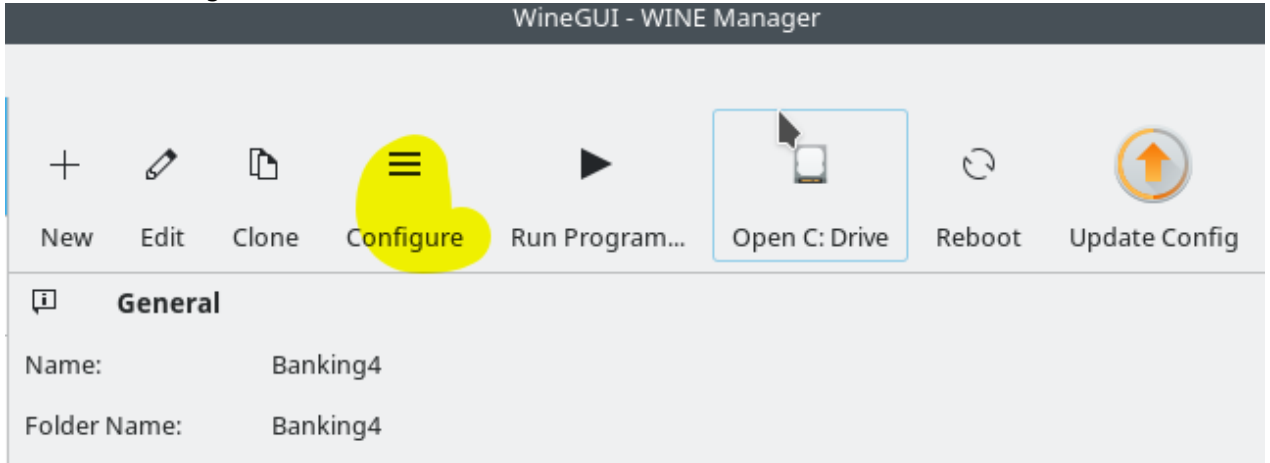 WineGUI - WINE Manager
New Edit Clone Configure Run Program... Open C: Drive Reboot Update Config
General
Name: Banking4
Folder Name: Banking4